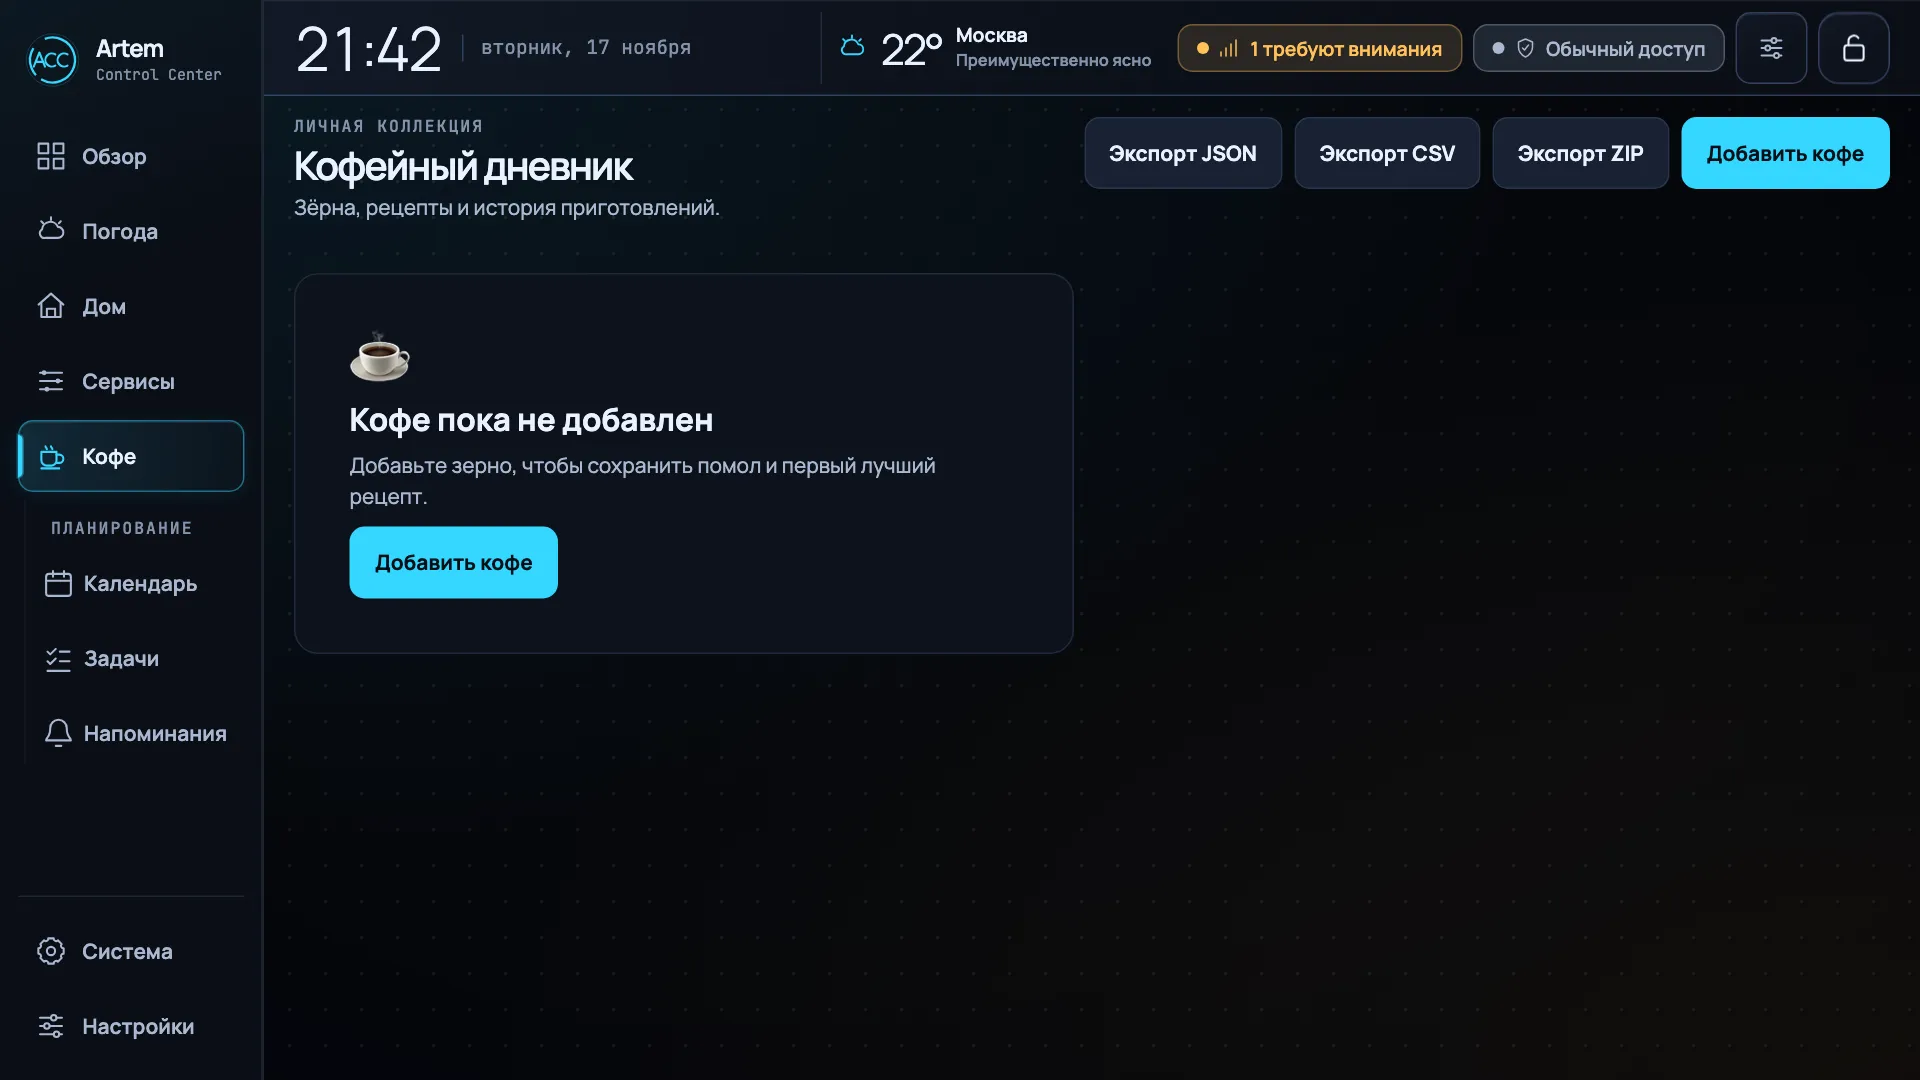 ACC
Artem
Control Center
Обзор
Погода
Дом
Сервисы
Кофе
ПЛАНИРОВАНИЕ
Календарь
Задачи
Напоминания
Система
Настройки
21:42
вторник, 17 ноября
22°
Москва
Преимущественно ясно
1 требуют внимания
Обычный доступ
ЛИЧНАЯ КОЛЛЕКЦИЯ
Кофейный дневник
Зёрна, рецепты и история приготовлений.
Экспорт JSON
Экспорт CSV
Экспорт ZIP
Добавить кофе
Кофе пока не добавлен
Добавьте зерно, чтобы сохранить помол и первый лучший
рецепт.
Добавить кофе